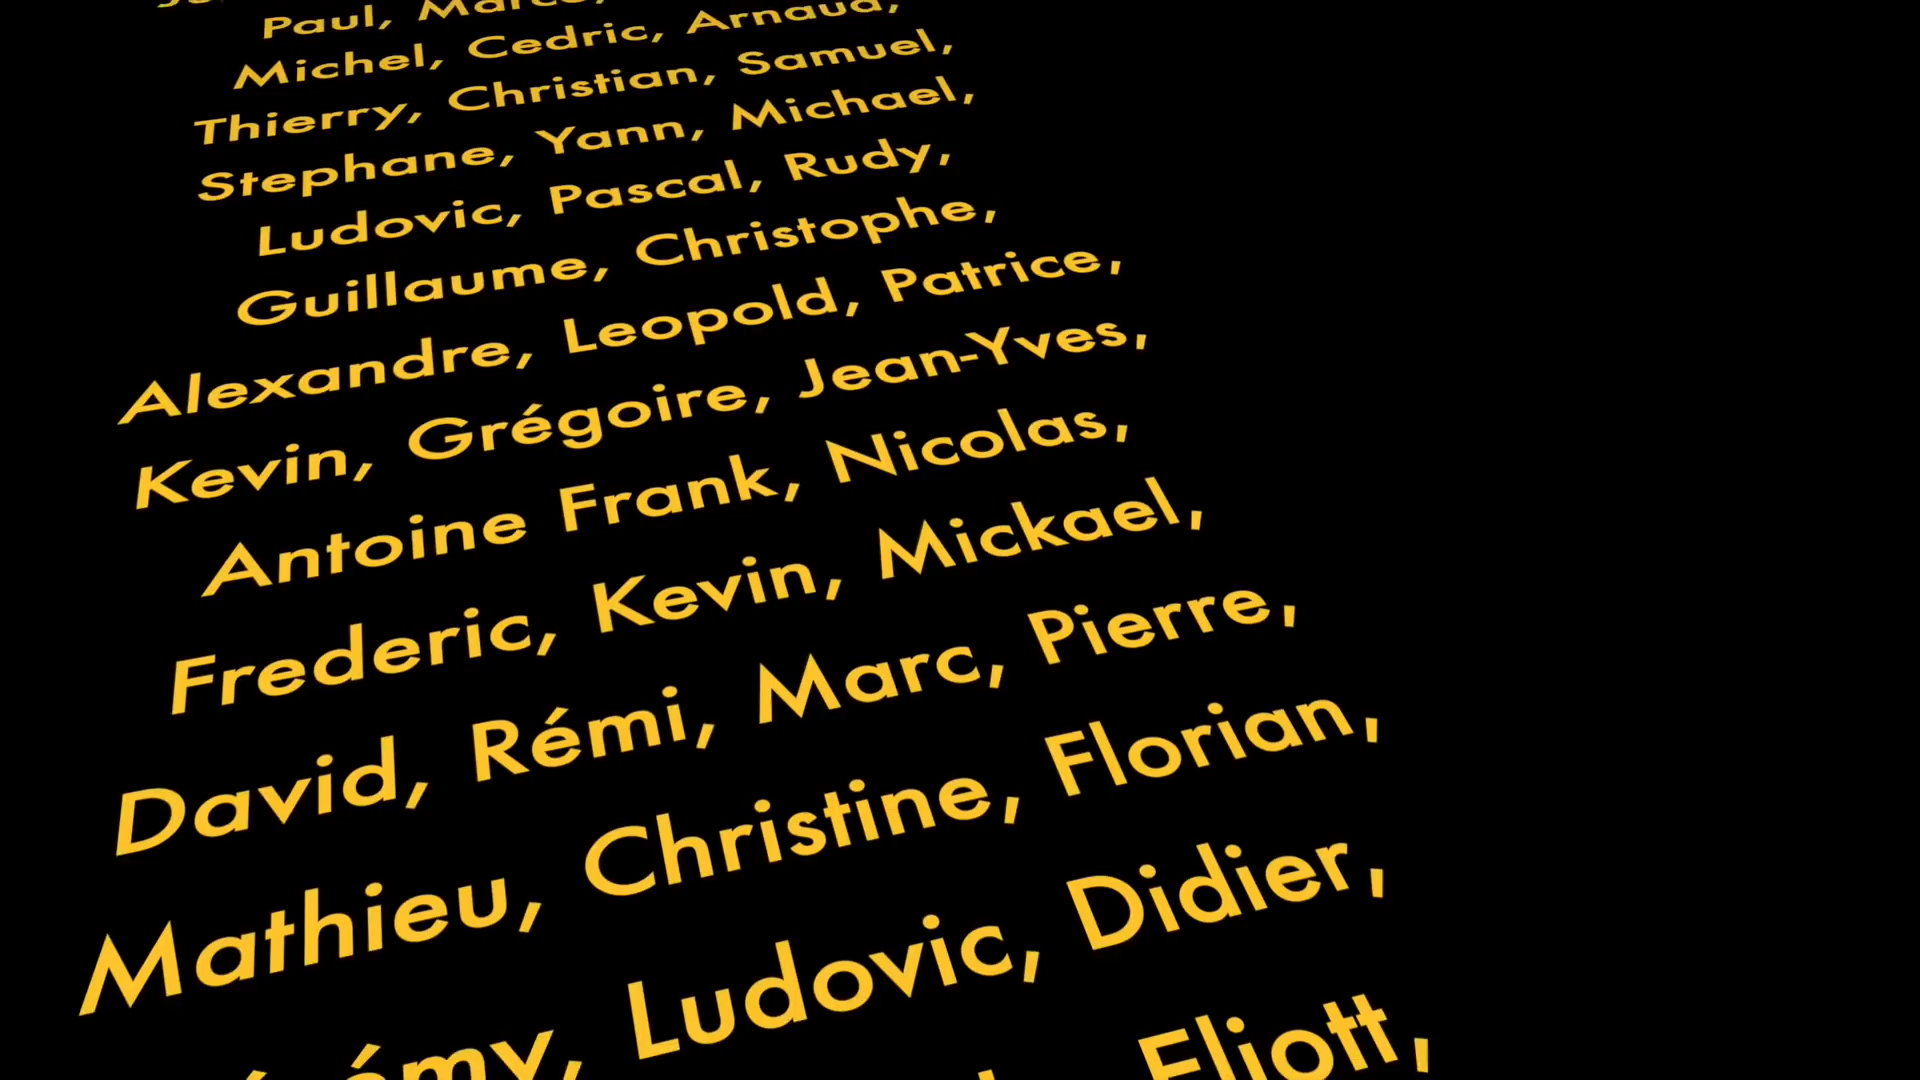 Paul,
Michel, Cedric, Arnaud,
Thierry, Christian, Samuel,
Stephane, Yann, Michael,
Ludovic, Pascal, Rudy,
Guillaume, Christophe,
Alexandre, Leopold, Patrice,
Kevin, Grégoire, Jean-Yves,
Antoine Frank, Nicolas,
Frederic, Kevin, Mickael,
David, Rémi, Marc, Pierre,
Mathieu, Christine, Florian,
Ludovic, Didier,
Eliott,